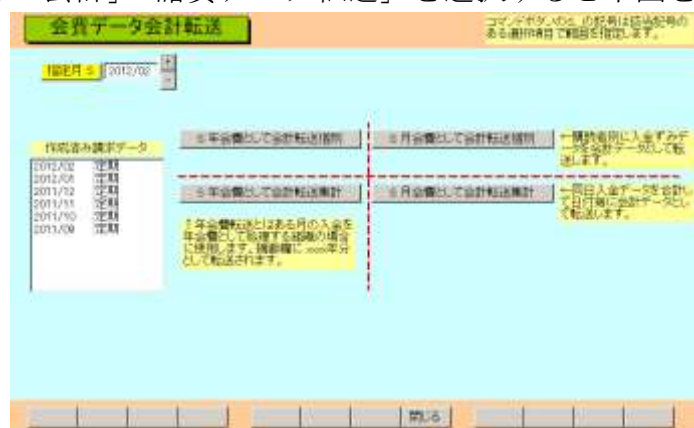 会費データ会計転送
コマンドボタンのS、の記号は該当記号の
ある選択項目で範囲を指定します。
指定月 S 2012/02
+
-
作成済み請求データ
2012/02 定期
2012/01 定期
2011/12 定期
2011/11 定期
2011/10 定期
2011/09 定期
S 年会費として会計転送個別
S 月会費として会計転送個別
←購読者別に入金ずみデ
ータを会計データとして転
送します。
S 年会費として会計転送集計
S 月会費として会計転送集計
←同日入金データを合計し
て日付毎に会計データとし
て転送します。
↑年会費転送とはある月の入金を
年会費として処理する組織の場合
に使用します。摘要欄に xxxx年分
として転送されます。
閉じる